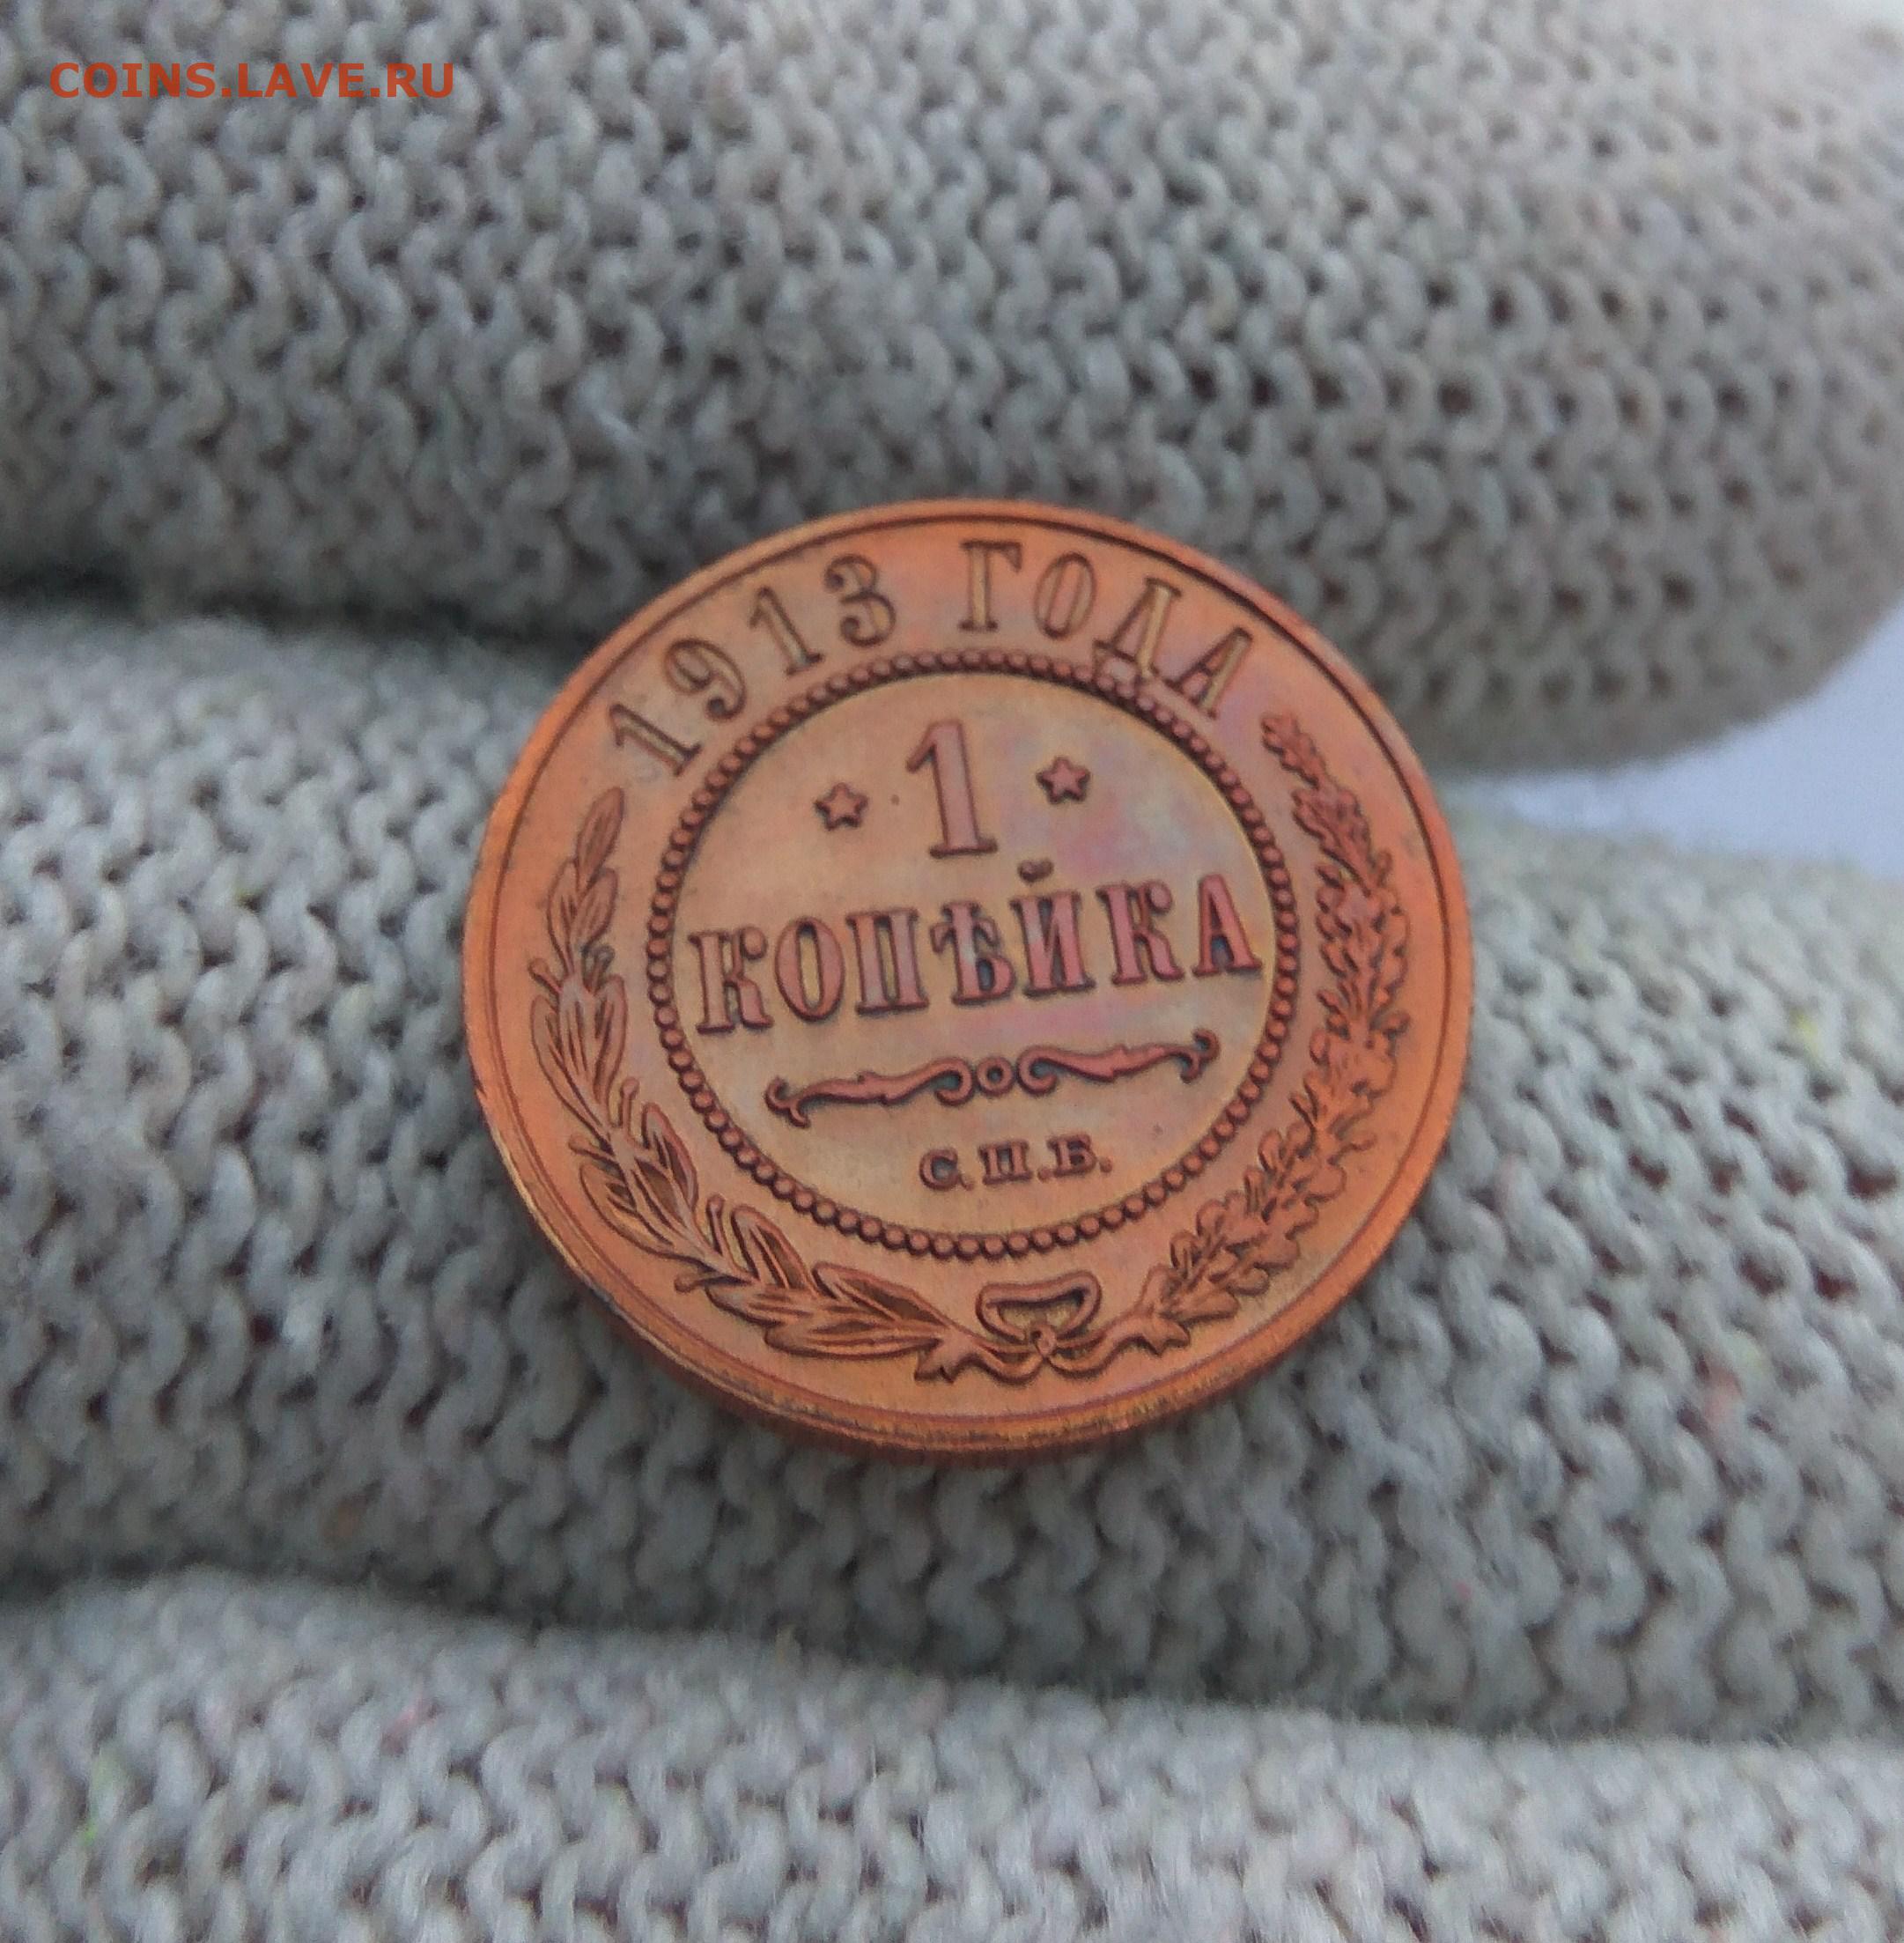 COINS.LAVE.RU
1913 ГОДА
1
КОПѢЙКА
С.П.Б.